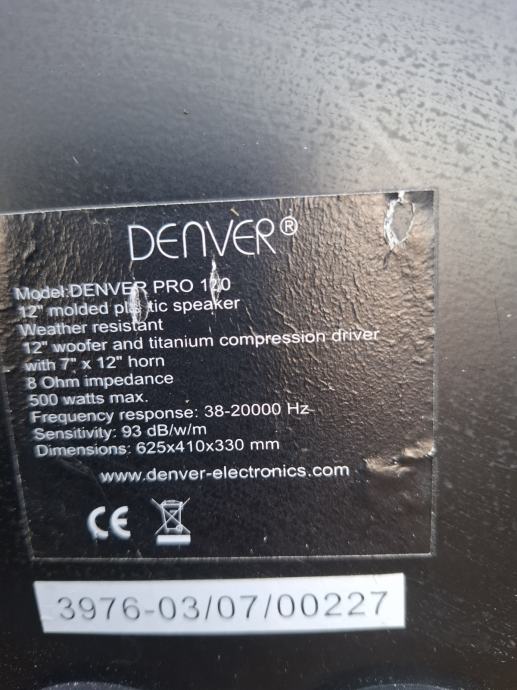 DENVER®
Model:DENVER PRO 120
12" molded plastic speaker
Weather resistant
12" woofer and titanium compression driver
with 7" x 12" horn
8 Ohm impedance
500 watts max.
Frequency response: 38-20000 Hz
Sensitivity: 93 dB/w/m
Dimensions: 625x410x330 mm
www.denver-electronics.com
CE
3976-03/07/00227